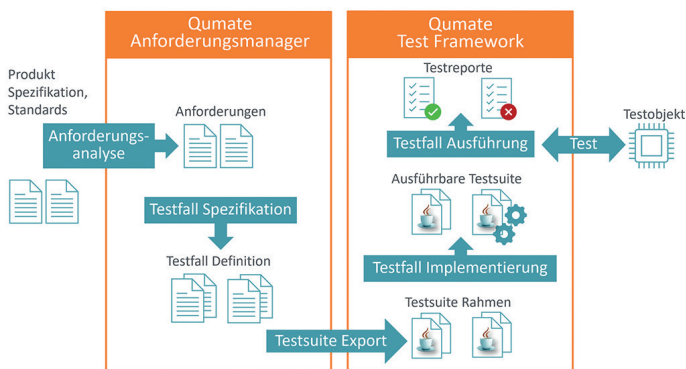 Qumate
Anforderungsmanager
Qumate
Test Framework
Produkt
Spezifikation,
Standards
Anforderungs-
analyse
Anforderungen
Testfall Spezifikation
Testfall Definition
Testsuite Export
Testreporte
Testfall Ausführung
Test
Testobjekt
Ausführbare Testsuite
Testfall Implementierung
Testsuite Rahmen